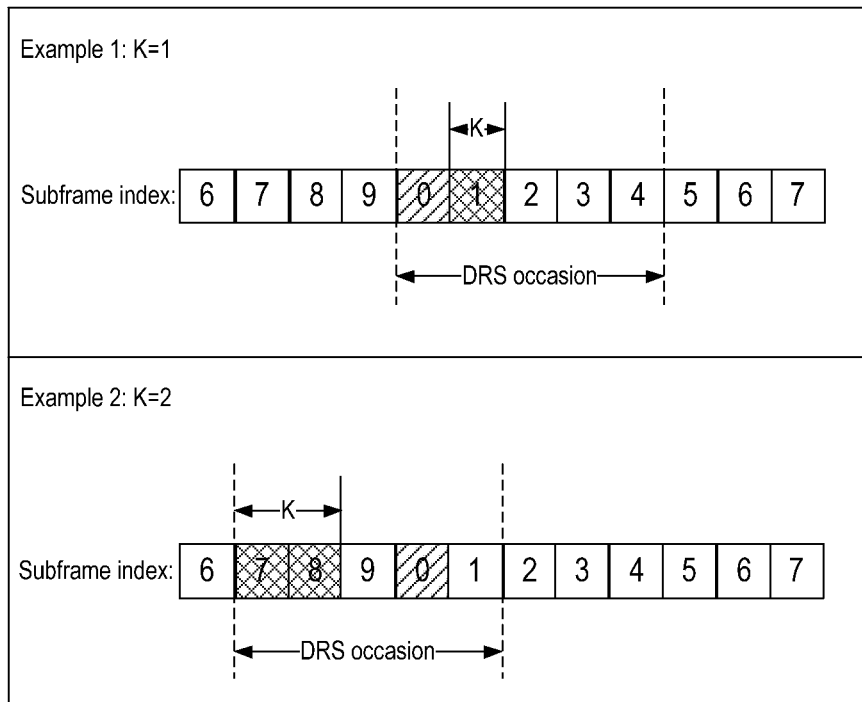 Example 1: K=1
K
Subframe index: 6 7 8 9 0 1 2 3 4 5 6 7
DRS occasion
Example 2: K=2
K
Subframe index: 6 7 8 9 0 1 2 3 4 5 6 7
DRS occasion